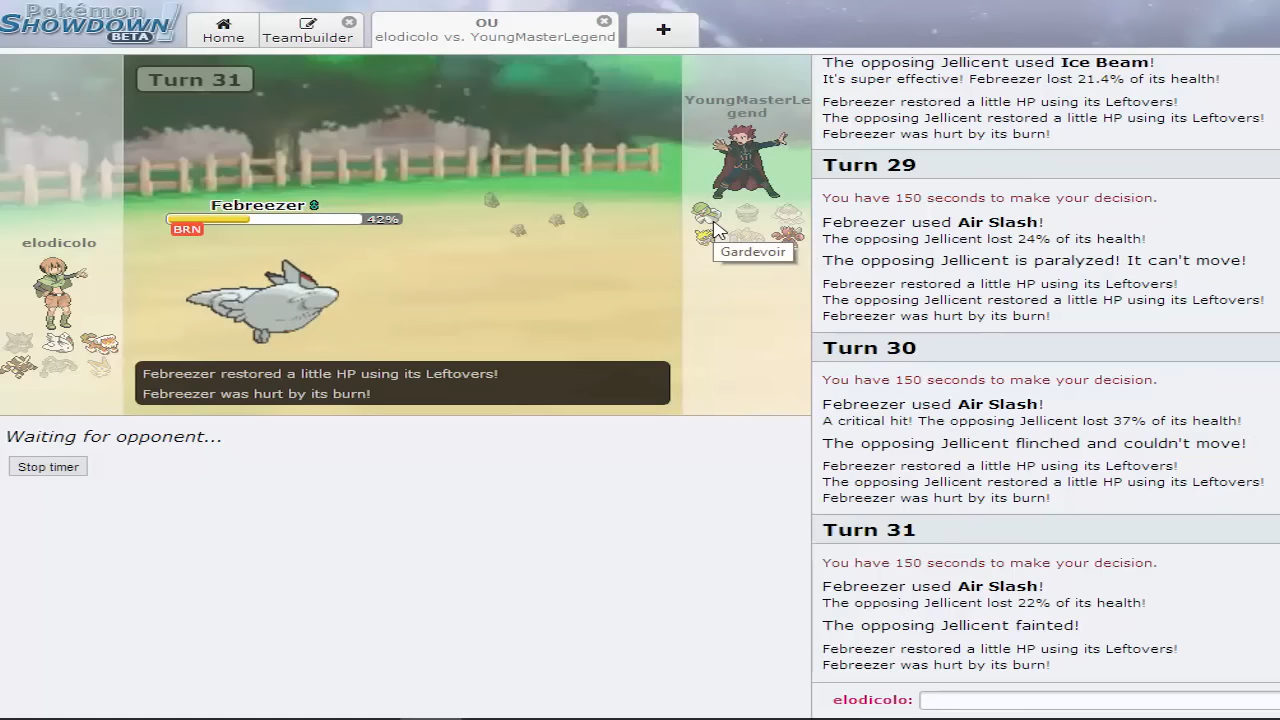 Pokémon
SHOWDOWN!
BETA
Home
Teambuilder
OU
elodicolo vs. YoungMasterLegend
+
Turn 31
YoungMasterLe
gend
Febreezer
42%
BRN
elodicolo
Gardevoir
Febreezer restored a little HP using its Leftovers!
Febreezer was hurt by its burn!
Waiting for opponent...
Stop timer
The opposing Jellicent used Ice Beam!
It's super effective! Febreezer lost 21.4% of its health!
Febreezer restored a little HP using its Leftovers!
The opposing Jellicent restored a little HP using its Leftovers!
Febreezer was hurt by its burn!
Turn 29
You have 150 seconds to make your decision.
Febreezer used Air Slash!
The opposing Jellicent lost 24% of its health!
The opposing Jellicent is paralyzed! It can't move!
Febreezer restored a little HP using its Leftovers!
The opposing Jellicent restored a little HP using its Leftovers!
Febreezer was hurt by its burn!
Turn 30
You have 150 seconds to make your decision.
Febreezer used Air Slash!
A critical hit! The opposing Jellicent lost 37% of its health!
The opposing Jellicent flinched and couldn't move!
Febreezer restored a little HP using its Leftovers!
The opposing Jellicent restored a little HP using its Leftovers!
Febreezer was hurt by its burn!
Turn 31
You have 150 seconds to make your decision.
Febreezer used Air Slash!
The opposing Jellicent lost 22% of its health!
The opposing Jellicent fainted!
Febreezer restored a little HP using its Leftovers!
Febreezer was hurt by its burn!
elodicolo: